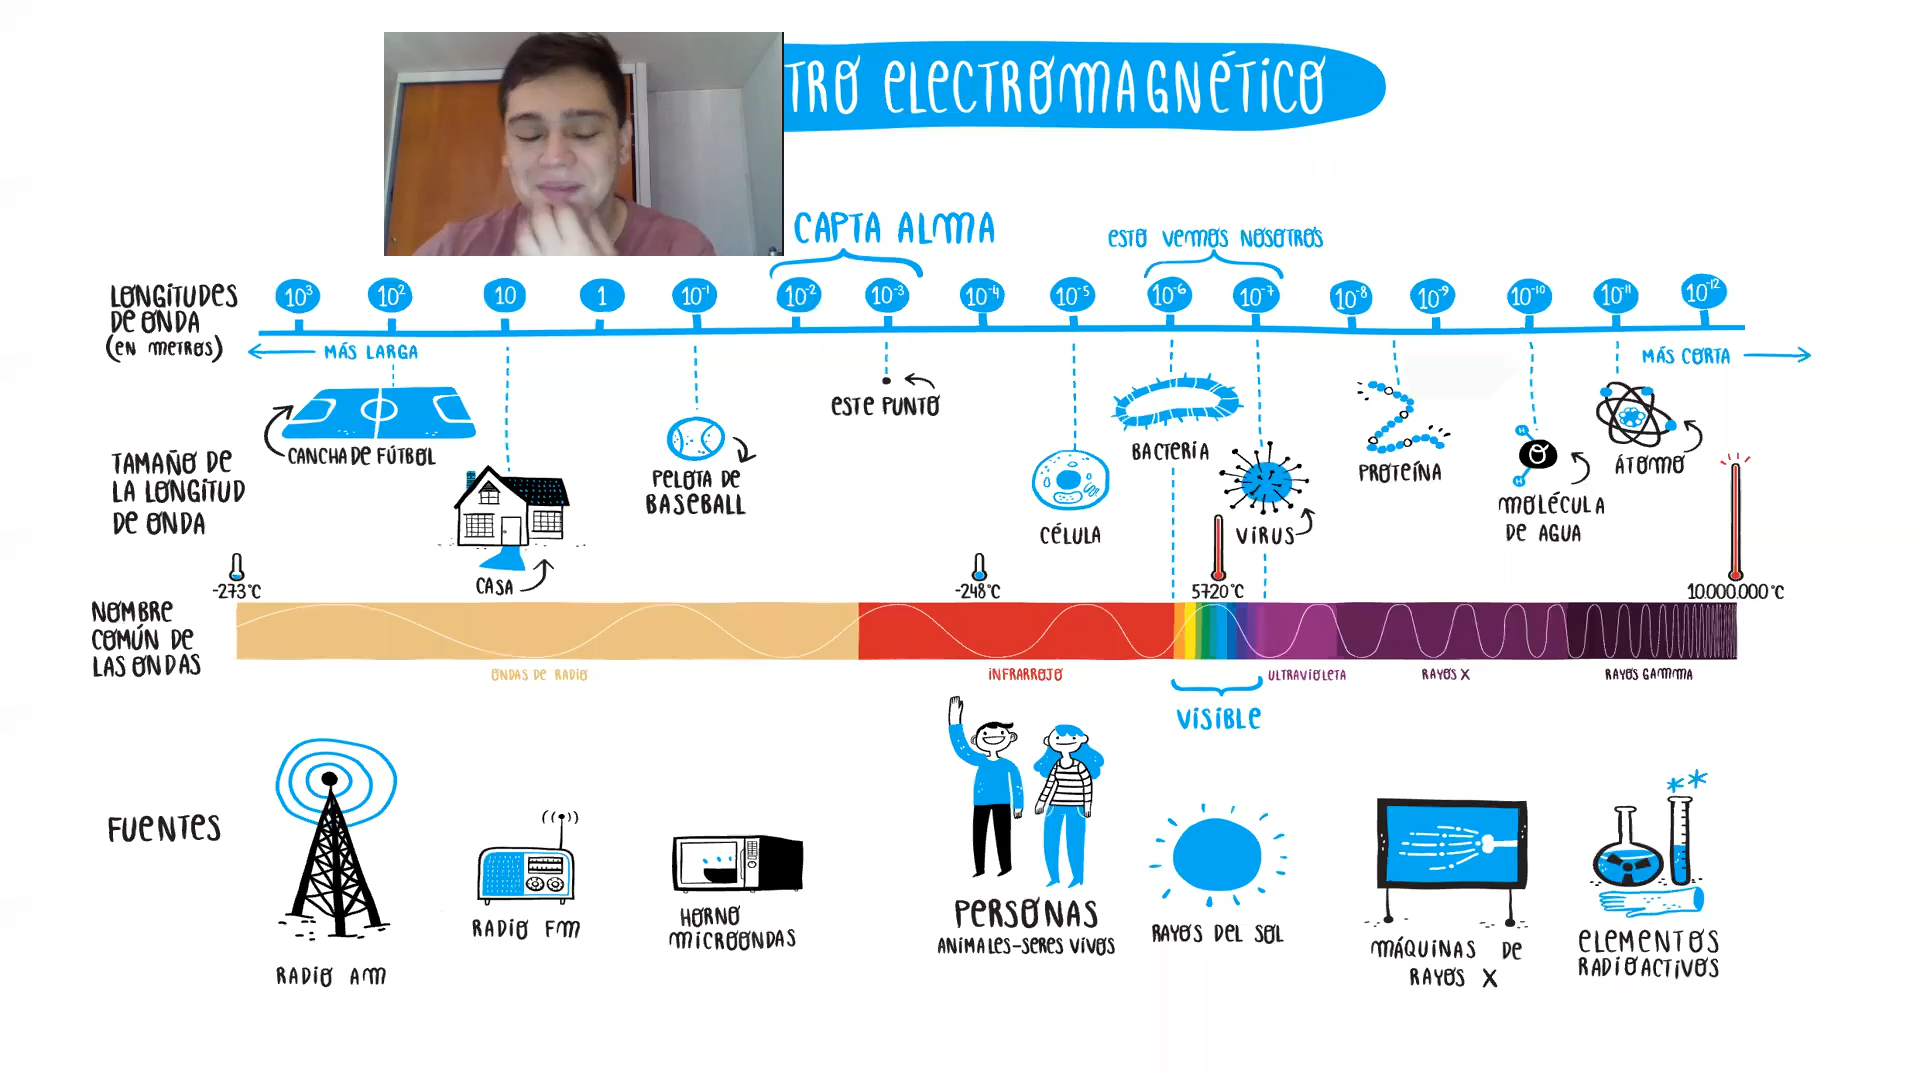 TRO ELECTROMAGNÉTICO
CAPTA ALMA
ESTO VEMOS NOSOTROS
LONGITUDES
DE ONDA
(EN METROS)
10³ 10² 10 1 10⁻¹ 10⁻² 10⁻³ 10⁻⁴ 10⁻⁵ 10⁻⁶ 10⁻⁷ 10⁻⁸ 10⁻⁹ 10⁻¹⁰ 10⁻¹¹ 10⁻¹²
MÁS LARGA
MÁS CORTA
TAMAÑO DE
LA LONGITUD
DE ONDA
CANCHA DE FÚTBOL
CASA
PELOTA DE
BASEBALL
ESTE PUNTO
CÉLULA
BACTERIA
VIRUS
PROTEÍNA
H
O
H
MOLÉCULA
DE AGUA
ÁTOMO
-273°C
-248°C
5720°C
10.000.000°C
NOMBRE
COMÚN DE
LAS ONDAS
ONDAS DE RADIO
INFRARROJO
VISIBLE
ULTRAVIOLETA
RAYOS X
RAYOS GAMMA
FUENTES
RADIO AM
RADIO FM
HORNO
MICROONDAS
PERSONAS
ANIMALES-SERES VIVOS
RAYOS DEL SOL
MÁQUINAS DE
RAYOS X
ELEMENTOS
RADIOACTIVOS